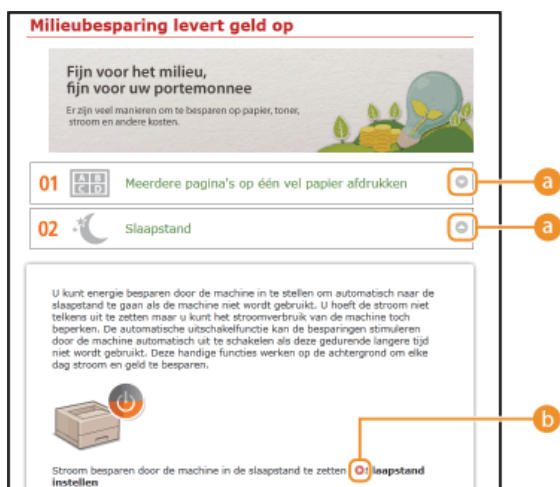 Milieubesparing levert geld op
Fijn voor het milieu,
fijn voor uw portemonnee
Er zijn veel manieren om te besparen op papier, toner,
stroom en andere kosten.
01 A B C D Meerdere pagina's op één vel papier afdrukken
a
02 Slaapstand
a
U kunt energie besparen door de machine in te stellen om automatisch naar de
slaapstand te gaan als de machine niet wordt gebruikt. U hoeft de stroom niet
telkens uit te zetten maar u kunt het stroomverbruik van de machine toch
beperken. De automatische uitschakelfunctie kan de besparingen stimuleren
door de machine automatisch uit te schakelen als deze gedurende langere tijd
niet wordt gebruikt. Deze handige functies werken op de achtergrond om elke
dag stroom en geld te besparen.
b
Stroom besparen door de machine in de slaapstand te zetten laapstand
instellen